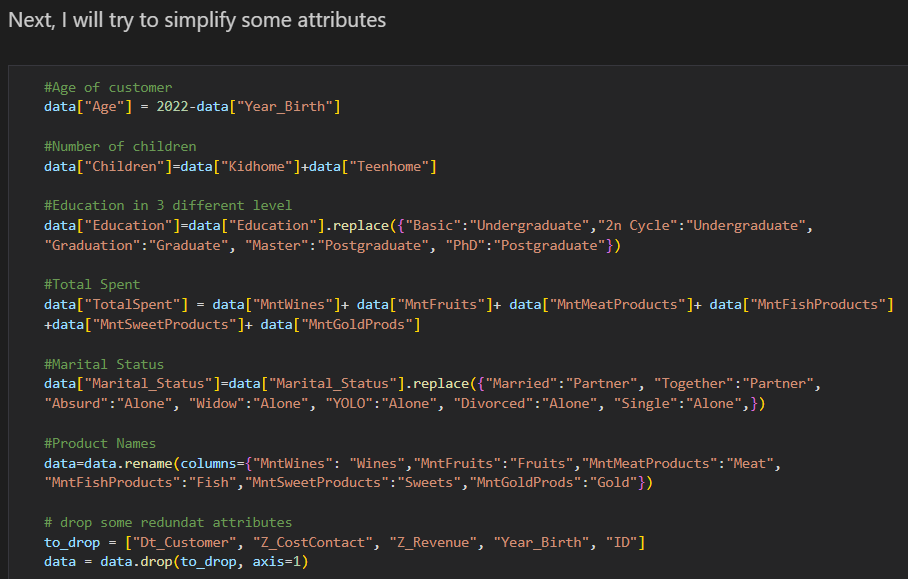 Next, I will try to simplify some attributes
#Age of customer
data["Age"] = 2022-data["Year_Birth"]
#Number of children
data["Children"]=data["Kidhome"]+data["Teenhome"]
#Education in 3 different level
data["Education"]=data["Education"].replace({"Basic":"Undergraduate","2n Cycle":"Undergraduate",
"Graduation":"Graduate", "Master":"Postgraduate", "PhD":"Postgraduate"})
#Total Spent
data["TotalSpent"] = data["MntWines"]+ data["MntFruits"]+ data["MntMeatProducts"]+ data["MntFishProducts"]
+data["MntSweetProducts"]+ data["MntGoldProds"]
#Marital Status
data["Marital_Status"]=data["Marital_Status"].replace({"Married":"Partner", "Together":"Partner",
"Absurd":"Alone", "Widow":"Alone", "YOLO":"Alone", "Divorced":"Alone", "Single":"Alone",})
#Product Names
data=data.rename(columns={"MntWines": "Wines","MntFruits":"Fruits","MntMeatProducts":"Meat",
"MntFishProducts":"Fish","MntSweetProducts":"Sweets","MntGoldProds":"Gold"})
# drop some redundat attributes
to_drop = ["Dt_Customer", "Z_CostContact", "Z_Revenue", "Year_Birth", "ID"]
data = data.drop(to_drop, axis=1)